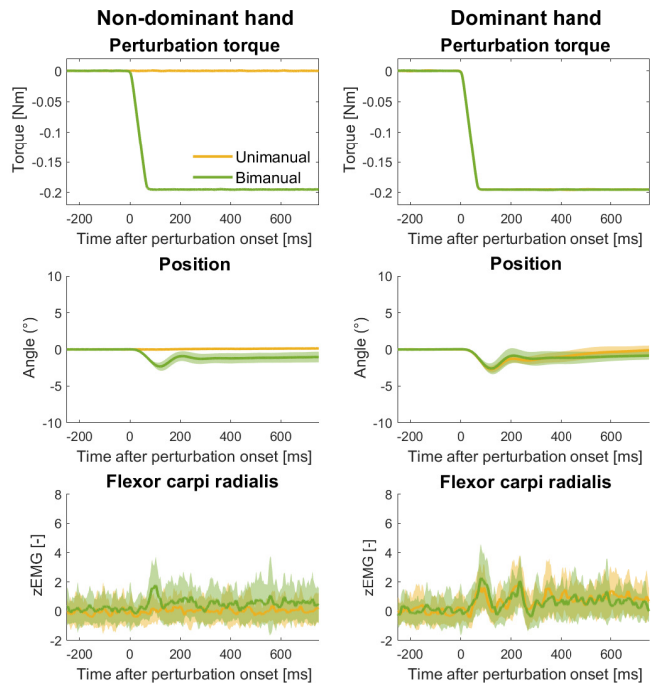 Non-dominant hand
Perturbation torque
0
-0.05
-0.1
-0.15
-0.2
Torque [Nm]
Unimanual
Bimanual
-200 0 200 400 600
Time after perturbation onset [ms]
Dominant hand
Perturbation torque
0
-0.05
-0.1
-0.15
-0.2
Torque [Nm]
-200 0 200 400 600
Time after perturbation onset [ms]
Position
10
5
0
-5
-10
Angle (°)
-200 0 200 400 600
Time after perturbation onset [ms]
Position
10
5
0
-5
-10
Angle (°)
-200 0 200 400 600
Time after perturbation onset [ms]
Flexor carpi radialis
8
6
4
2
0
-2
zEMG [-]
-200 0 200 400 600
Time after perturbation onset [ms]
Flexor carpi radialis
8
6
4
2
0
-2
zEMG [-]
-200 0 200 400 600
Time after perturbation onset [ms]